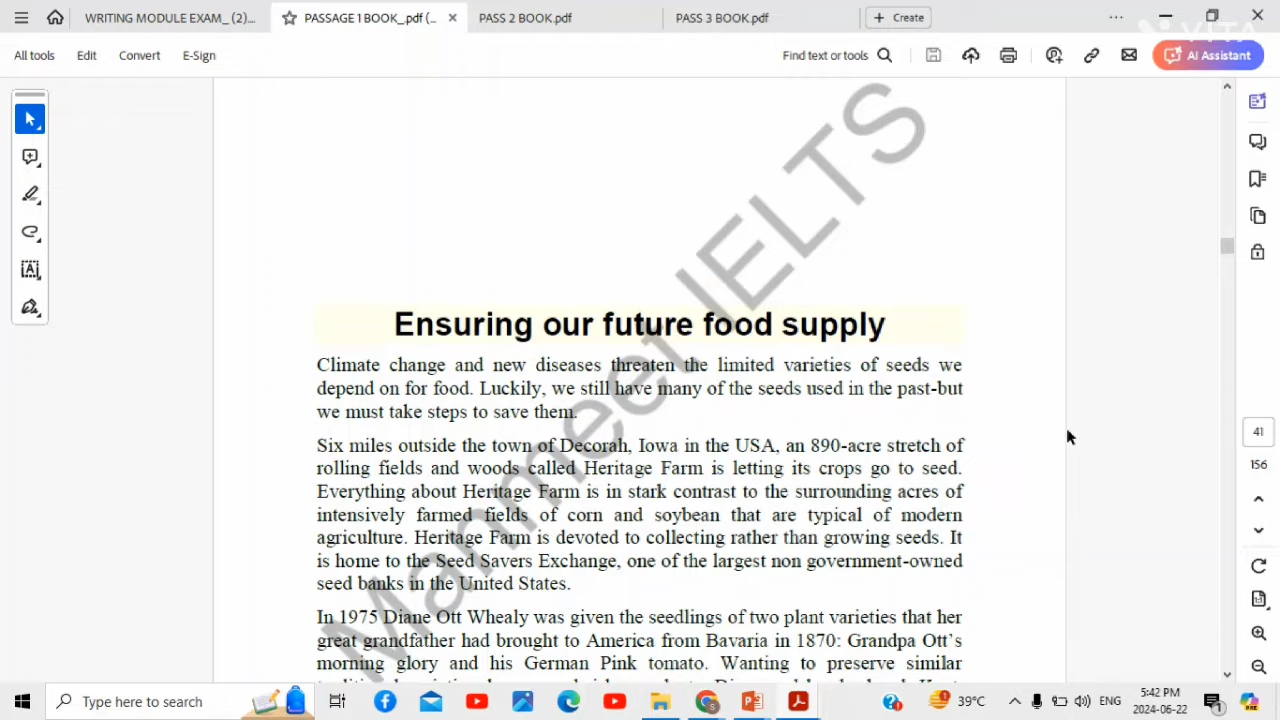 WRITING MODULE EXAM_ (2)...
PASSAGE 1 BOOK_.pdf (...
PASS 2 BOOK.pdf
PASS 3 BOOK.pdf
Create
All tools
Edit
Convert
E-Sign
Find text or tools
AI Assistant
VITA
Manmeet IELTS
Ensuring our future food supply
Climate change and new diseases threaten the limited varieties of seeds we
depend on for food. Luckily, we still have many of the seeds used in the past-but
we must take steps to save them.
Six miles outside the town of Decorah, Iowa in the USA, an 890-acre stretch of
rolling fields and woods called Heritage Farm is letting its crops go to seed.
Everything about Heritage Farm is in stark contrast to the surrounding acres of
intensively farmed fields of corn and soybean that are typical of modern
agriculture. Heritage Farm is devoted to collecting rather than growing seeds. It
is home to the Seed Savers Exchange, one of the largest non government-owned
seed banks in the United States.
In 1975 Diane Ott Whealy was given the seedlings of two plant varieties that her
great grandfather had brought to America from Bavaria in 1870: Grandpa Ott's
morning glory and his German Pink tomato. Wanting to preserve similar
41
156
Type here to search
39°C
ENG
5:42 PM
2024-06-22